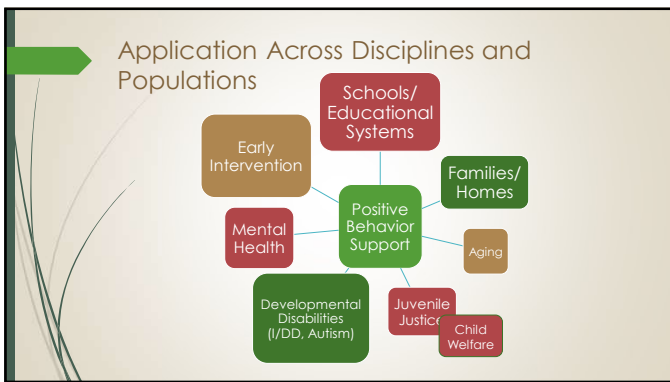 Application Across Disciplines and
Populations
Schools/
Educational
Systems
Early
Intervention
Families/
Homes
Positive
Behavior
Support
Mental
Health
Aging
Developmental
Disabilities
(I/DD, Autism)
Juvenile
Justice
Child
Welfare